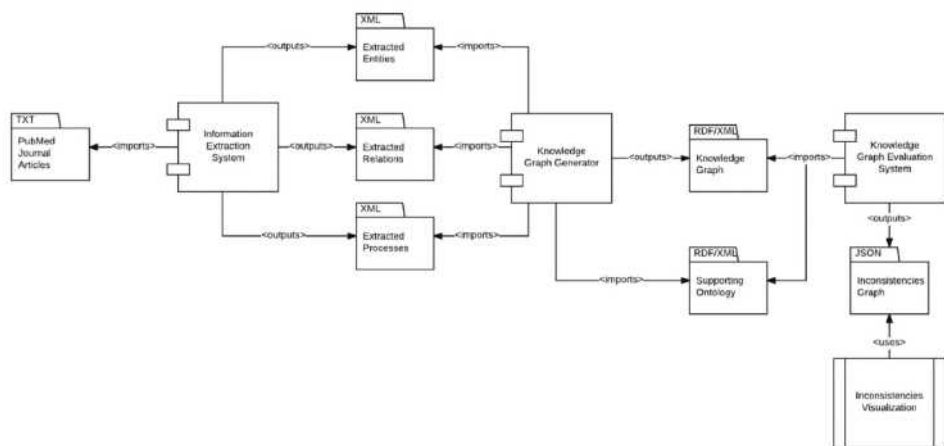 XML
Extracted
Entities
<outputs>
<imports>
TXT
PubMed
Journal
Articles
<imports>
Information
Extraction
System
<outputs>
XML
Extracted
Relations
<imports>
Knowledge
Graph Generator
<outputs>
RDF/XML
Knowledge
Graph
<imports>
Knowledge
Graph Evaluation
System
<outputs>
XML
Extracted
Processes
<imports>
<imports>
RDF/XML
Supporting
Ontology
<outputs>
JSON
Inconsistencies
Graph
<uses>
Inconsistencies
Visualization